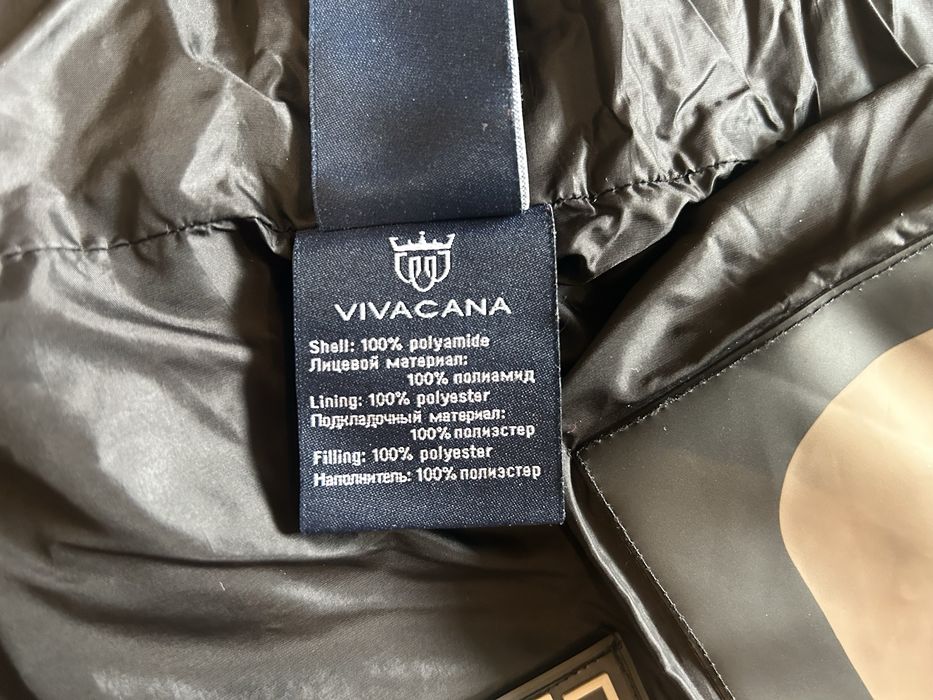 VIVACANA
Shell: 100% polyamide
Лицевой материал:
100% полиамид
Lining: 100% polyester
Подкладочный материал:
100% полиэстер
Filling: 100% polyester
Наполнитель: 100% полиэстер